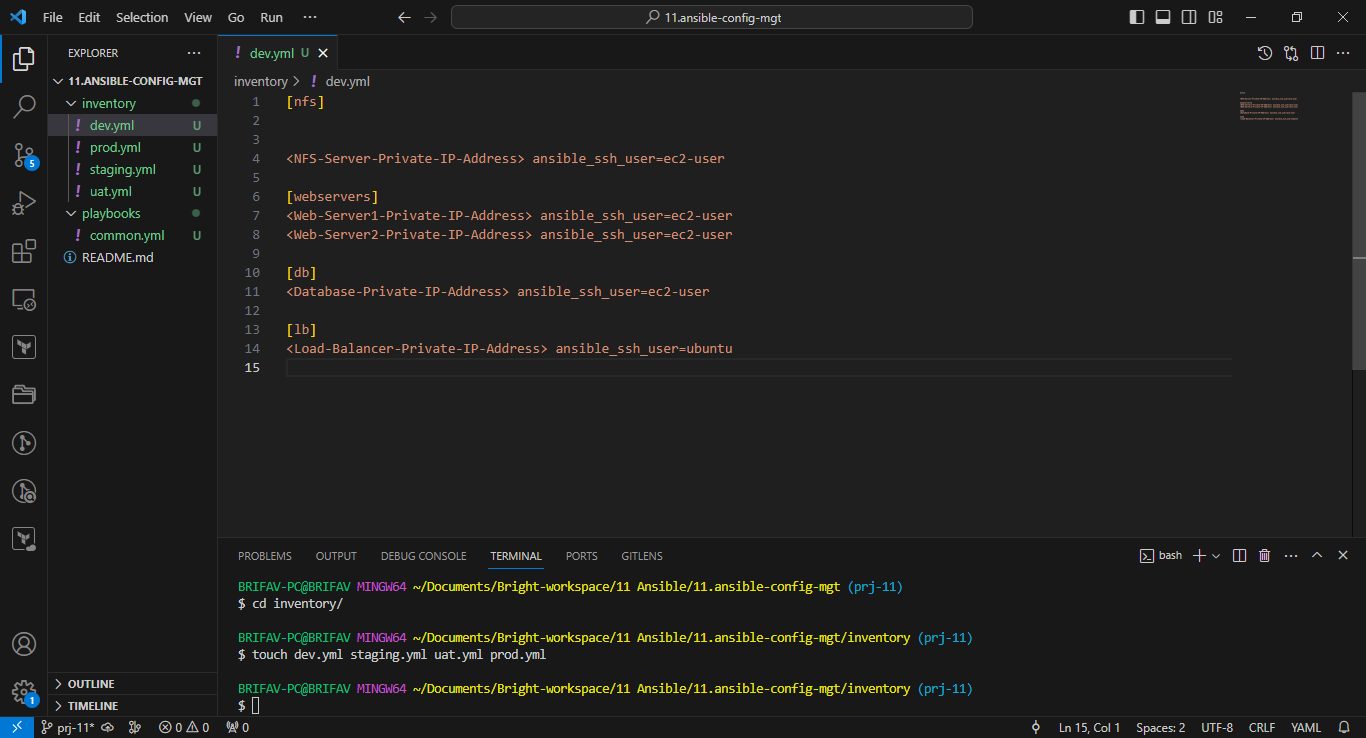 File Edit Selection View Go Run ···
11.ansible-config-mgt
EXPLORER ···
11.ANSIBLE-CONFIG-MGT
inventory
! dev.yml U
! prod.yml U
! staging.yml U
! uat.yml U
playbooks
! common.yml U
README.md
OUTLINE
TIMELINE
5
1
! dev.yml U
inventory > ! dev.yml
1 [nfs]
2
3
4 <NFS-Server-Private-IP-Address> ansible_ssh_user=ec2-user
5
6 [webservers]
7 <Web-Server1-Private-IP-Address> ansible_ssh_user=ec2-user
8 <Web-Server2-Private-IP-Address> ansible_ssh_user=ec2-user
9
10 [db]
11 <Database-Private-IP-Address> ansible_ssh_user=ec2-user
12
13 [lb]
14 <Load-Balancer-Private-IP-Address> ansible_ssh_user=ubuntu
15
PROBLEMS OUTPUT DEBUG CONSOLE TERMINAL PORTS GITLENS
bash
BRIFAV-PC@BRIFAV MINGW64 ~/Documents/Bright-workspace/11 Ansible/11.ansible-config-mgt (prj-11)
$ cd inventory/
BRIFAV-PC@BRIFAV MINGW64 ~/Documents/Bright-workspace/11 Ansible/11.ansible-config-mgt/inventory (prj-11)
$ touch dev.yml staging.yml uat.yml prod.yml
BRIFAV-PC@BRIFAV MINGW64 ~/Documents/Bright-workspace/11 Ansible/11.ansible-config-mgt/inventory (prj-11)
$
prj-11* 0 0 0
Ln 15, Col 1 Spaces: 2 UTF-8 CRLF YAML